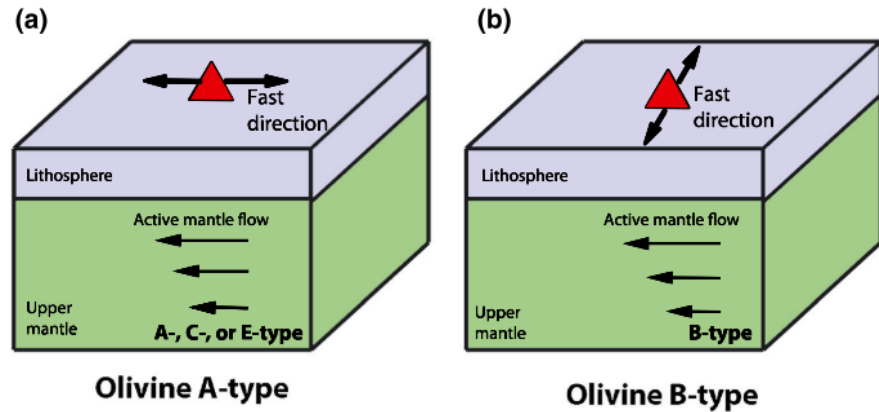 (a)
Fast
direction
Lithosphere
Active mantle flow
Upper
mantle
A-, C-, or E-type
Olivine A-type
(b)
Fast
direction
Lithosphere
Active mantle flow
Upper
mantle
B-type
Olivine B-type